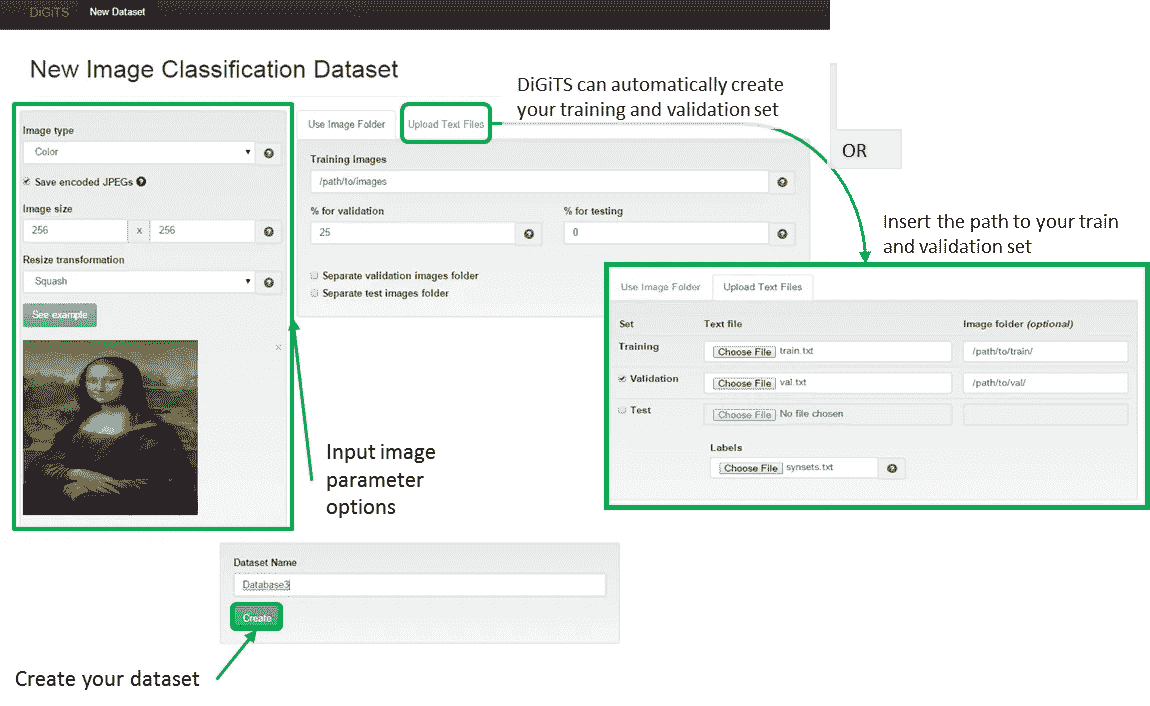 DiGiTS New Dataset
New Image Classification Dataset
DiGiTS can automatically create
your training and validation set
OR
Image type
Color
Save encoded JPEGs
Image size
256 x 256
Resize transformation
Squash
See example
Use Image Folder Upload Text Files
Training Images
/path/to/images
% for validation % for testing
25 0
Separate validation images folder
Separate test images folder
Insert the path to your train
and validation set
Use Image Folder Upload Text Files
Set Text file Image folder (optional)
Training Choose File train.txt /path/to/train/
Validation Choose File val.txt /path/to/val/
Test Choose File No file chosen
Labels
Choose File synsets.txt
Input image
parameter
options
Dataset Name
Database3
Create
Create your dataset